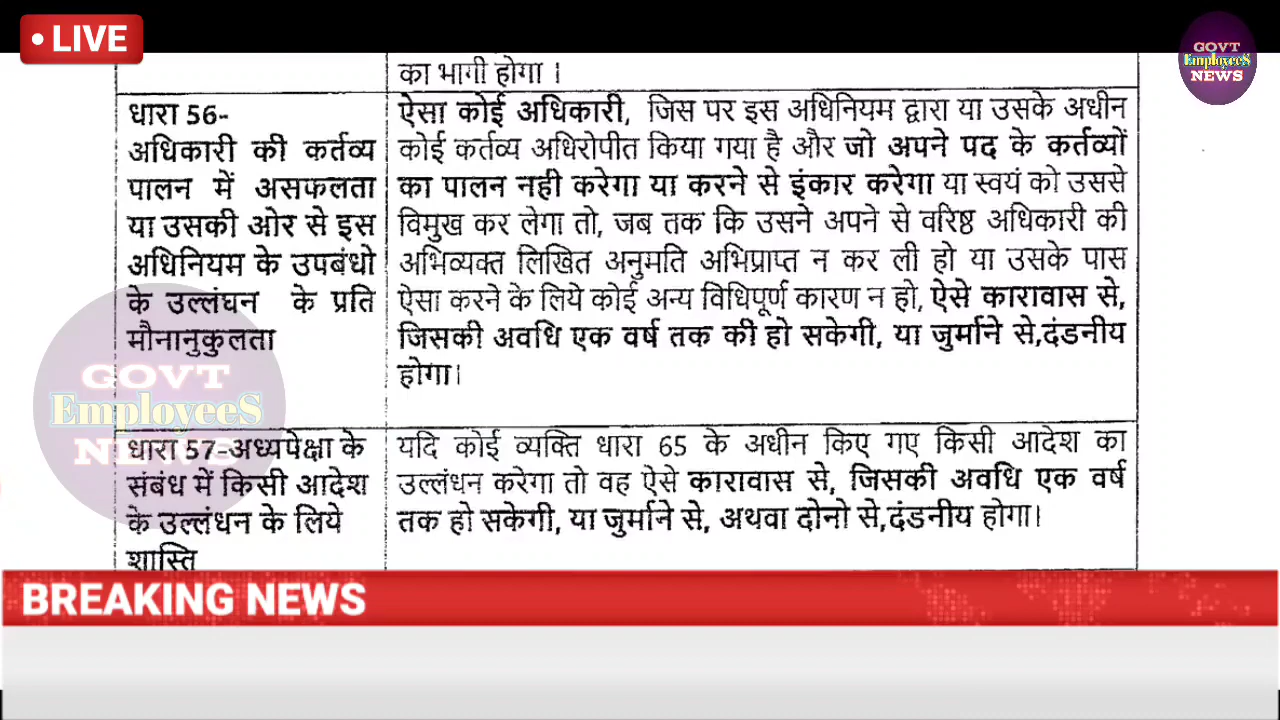 • LIVE
GOVT
EmployeeS
NEWS
का भागी होगा ।
धारा 56-
अधिकारी की कर्तव्य
पालन में असफलता
या उसकी ओर से इस
अधिनियम के उपबंधो
के उल्लंघन के प्रति
मौनानुकुलता
ऐसा कोई अधिकारी, जिस पर इस अधिनियम द्वारा या उसके अधीन
कोई कर्तव्य अधिरोपीत किया गया है और जो अपने पद के कर्तव्यों
का पालन नही करेगा या करने से इंकार करेगा या स्वयं को उससे
विमुख कर लेगा तो, जब तक कि उसने अपने से वरिष्ठ अधिकारी की
अभिव्यक्त लिखित अनुमति अभिप्राप्त न कर ली हो या उसके पास
ऐसा करने के लिये कोई अन्य विधिपूर्ण कारण न हो, ऐसे कारावास से,
जिसकी अवधि एक वर्ष तक की हो सकेगी, या जुर्माने से,दंडनीय
होगा।
GOVT
EmployeeS
NEWS
धारा 57-अध्यपेक्षा के
संबंध में किसी आदेश
के उल्लंघन के लिये
शास्ति
यदि कोई व्यक्ति धारा 65 के अधीन किए गए किसी आदेश का
उल्लंघन करेगा तो वह ऐसे कारावास से, जिसकी अवधि एक वर्ष
तक हो सकेगी, या जुर्माने से, अथवा दोनो से,दंडनीय होगा।
BREAKING NEWS